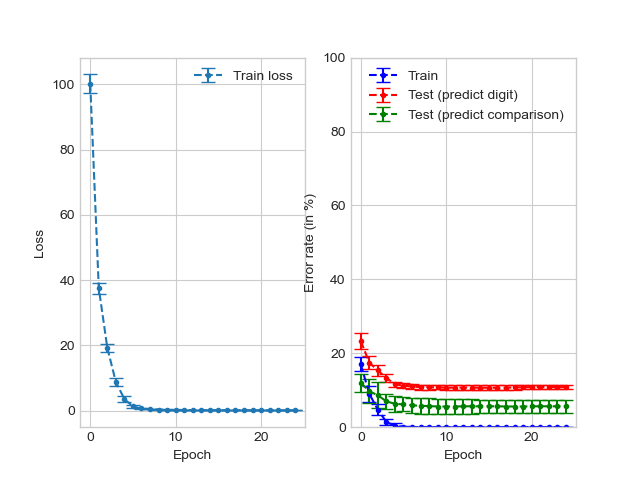 100
80
60
40
20
0
0
10
20
Loss
Epoch
Train loss
100
80
60
40
20
0
0
10
20
Error rate (in %)
Epoch
Train
Test (predict digit)
Test (predict comparison)